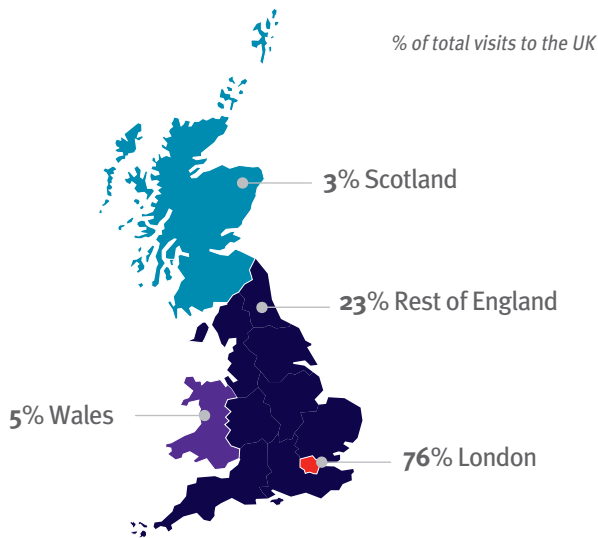 % of total visits to the UK
3% Scotland
23% Rest of England
5% Wales
76% London